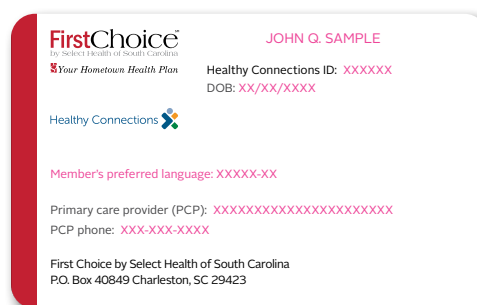 FirstChoice™
JOHN Q. SAMPLE
by Select Health of South Carolina
Your Hometown Health Plan
Healthy Connections ID: XXXXXX
DOB: XX/XX/XXXX
Healthy Connections
Member's preferred language: XXXXX-XX
Primary care provider (PCP): XXXXXXXXXXXXXXXXXXXXXX
PCP phone: XXX-XXX-XXXX
First Choice by Select Health of South Carolina
P.O. Box 40849 Charleston, SC 29423